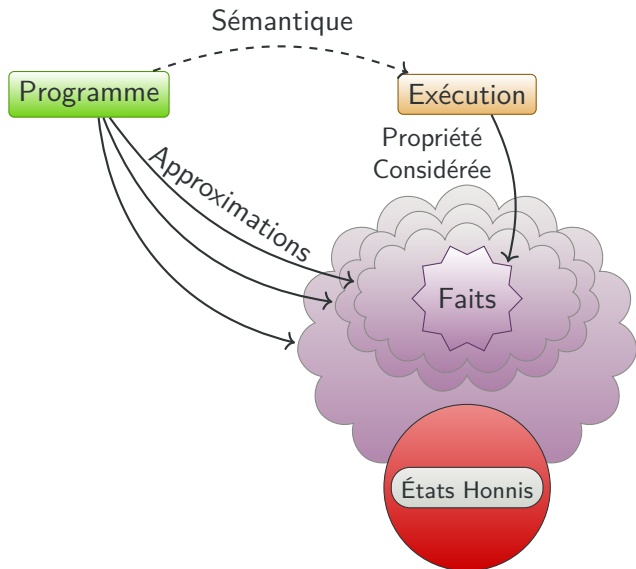 Sémantique
Programme
Exécution
Propriété
Considérée
Approximations
Faits
États Honnis